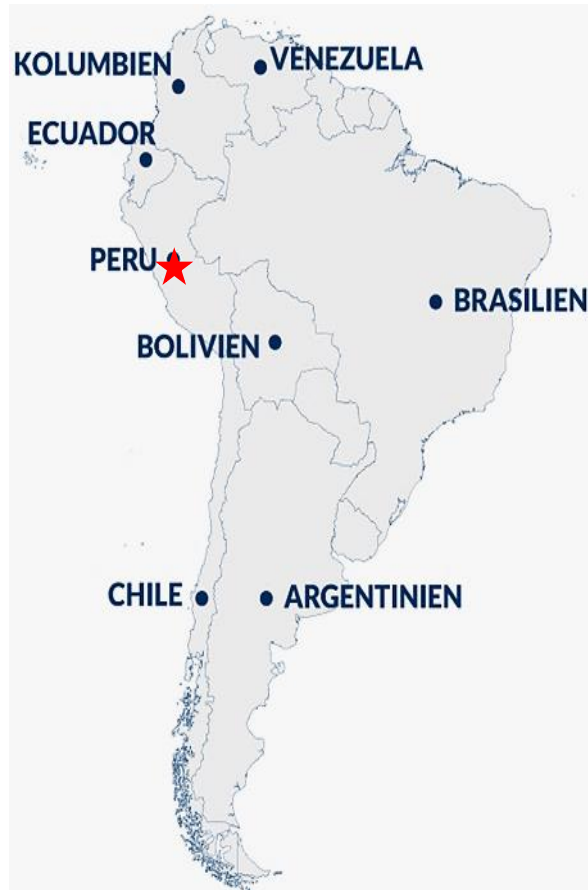 KOLUMBIEN
VENEZUELA
ECUADOR
PERU
BRASILIEN
BOLIVIEN
CHILE
ARGENTINIEN